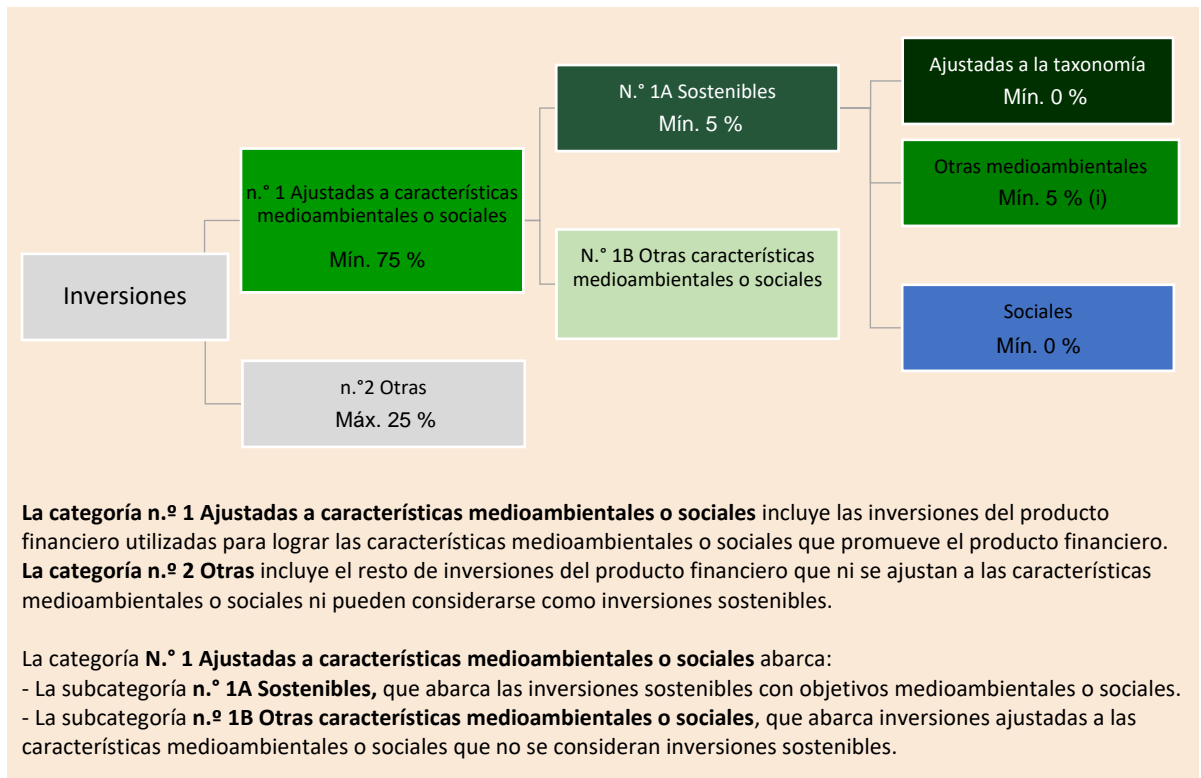 Inversiones
n.° 1 Ajustadas a características
medioambientales o sociales
Mín. 75 %
n.°2 Otras
Máx. 25 %
N.° 1A Sostenibles
Mín. 5 %
N.° 1B Otras características
medioambientales o sociales
Ajustadas a la taxonomía
Mín. 0 %
Otras medioambientales
Mín. 5 % (i)
Sociales
Mín. 0 %
La categoría n.º 1 Ajustadas a características medioambientales o sociales incluye las inversiones del producto
financiero utilizadas para lograr las características medioambientales o sociales que promueve el producto financiero.
La categoría n.º 2 Otras incluye el resto de inversiones del producto financiero que ni se ajustan a las características
medioambientales o sociales ni pueden considerarse como inversiones sostenibles.
La categoría N.° 1 Ajustadas a características medioambientales o sociales abarca:
- La subcategoría n.° 1A Sostenibles, que abarca las inversiones sostenibles con objetivos medioambientales o sociales.
- La subcategoría n.º 1B Otras características medioambientales o sociales, que abarca inversiones ajustadas a las
características medioambientales o sociales que no se consideran inversiones sostenibles.